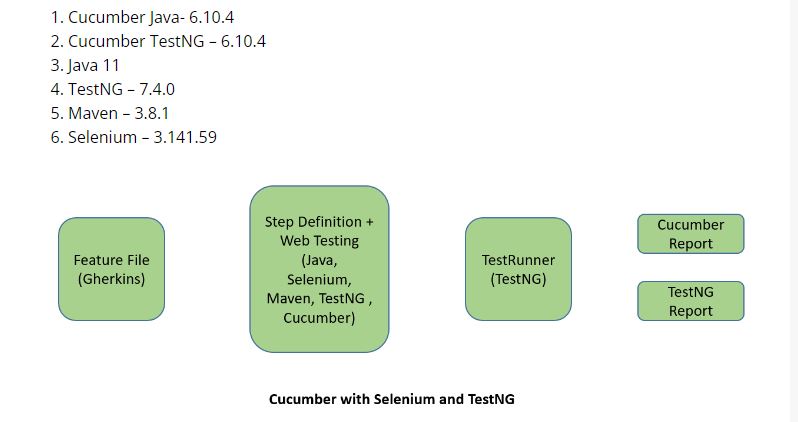 1. Cucumber Java- 6.10.4
2. Cucumber TestNG – 6.10.4
3. Java 11
4. TestNG – 7.4.0
5. Maven – 3.8.1
6. Selenium – 3.141.59
Feature File
(Gherkins)
Step Definition +
Web Testing
(Java,
Selenium,
Maven, TestNG ,
Cucumber)
TestRunner
(TestNG)
Cucumber
Report
TestNG
Report
Cucumber with Selenium and TestNG